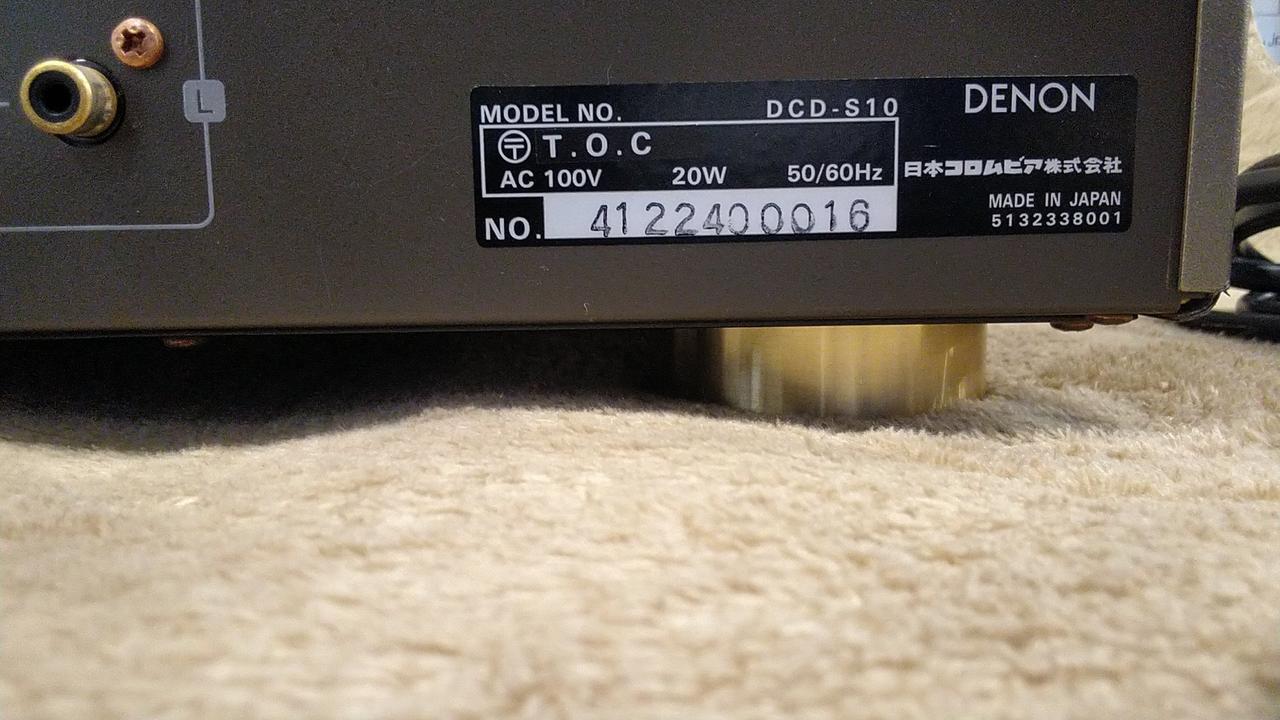 L
MODEL NO. DCD-S10
〒 T.O.C
AC 100V 20W 50/60Hz
NO. 4122400016
DENON
日本コロムビア株式会社
MADE IN JAPAN
5132338001